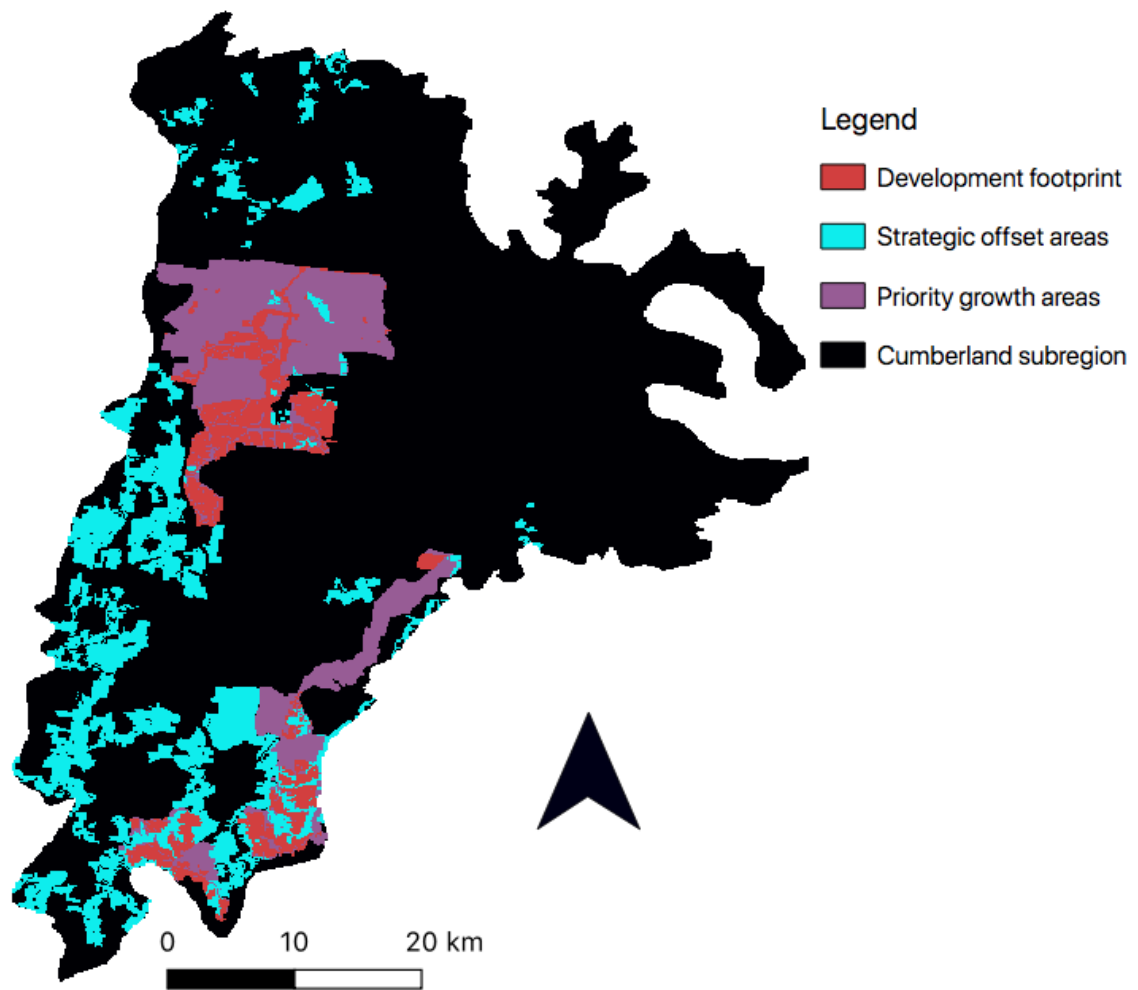 Legend
Development footprint
Strategic offset areas
Priority growth areas
Cumberland subregion
0 10 20 km